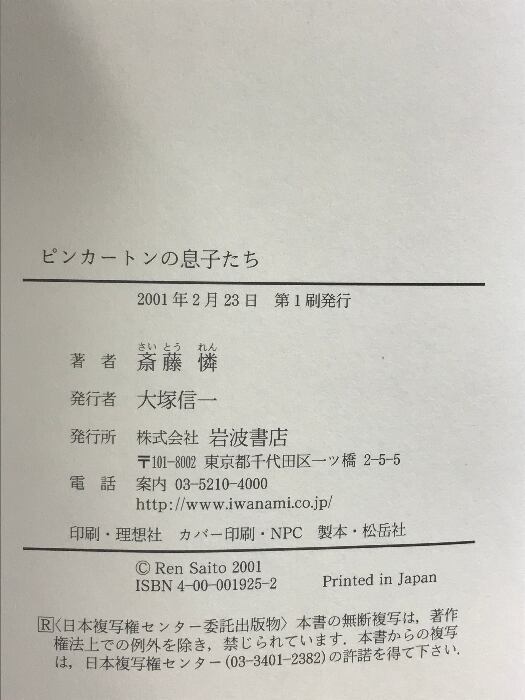 ピンカートンの息子たち
2001年2月23日 第1刷発行
さいとう れん
著者 斎藤 憐
発行者 大塚信一
発行所 株式会社 岩波書店
〒101-8002 東京都千代田区一ツ橋 2-5-5
電話 案内 03-5210-4000
http://www.iwanami.co.jp/
印刷・理想社 カバー印刷・NPC 製本・松岳社
© Ren Saito 2001
ISBN 4-00-001925-2 Printed in Japan
R〈日本複写権センター委託出版物〉本書の無断複写は，著作
権法上での例外を除き，禁じられています．本書からの複写
は，日本複写権センター(03-3401-2382)の許諾を得て下さい．